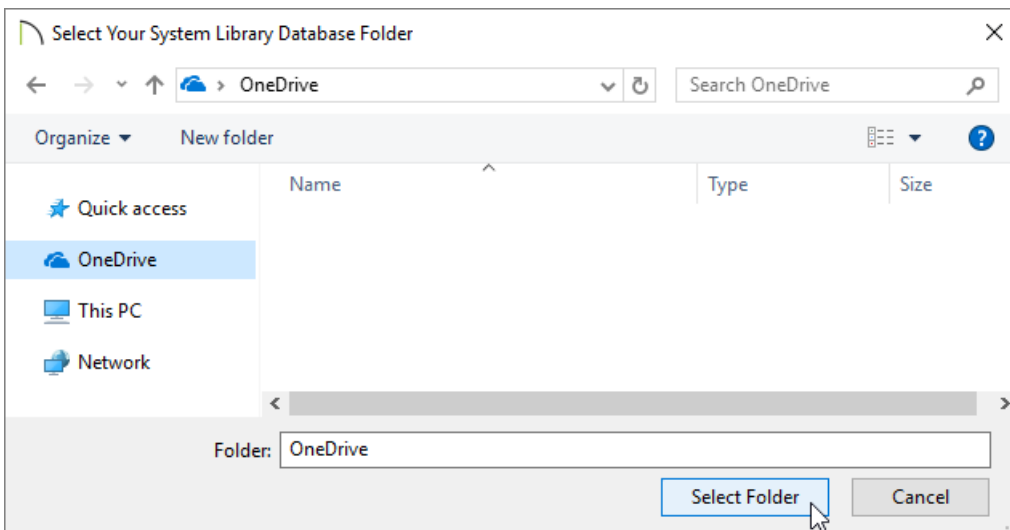 Select Your System Library Database Folder
OneDrive
Search OneDrive
Organize
New folder
?
Name
Type
Size
Quick access
OneDrive
This PC
Network
Folder:
OneDrive
Select Folder
Cancel